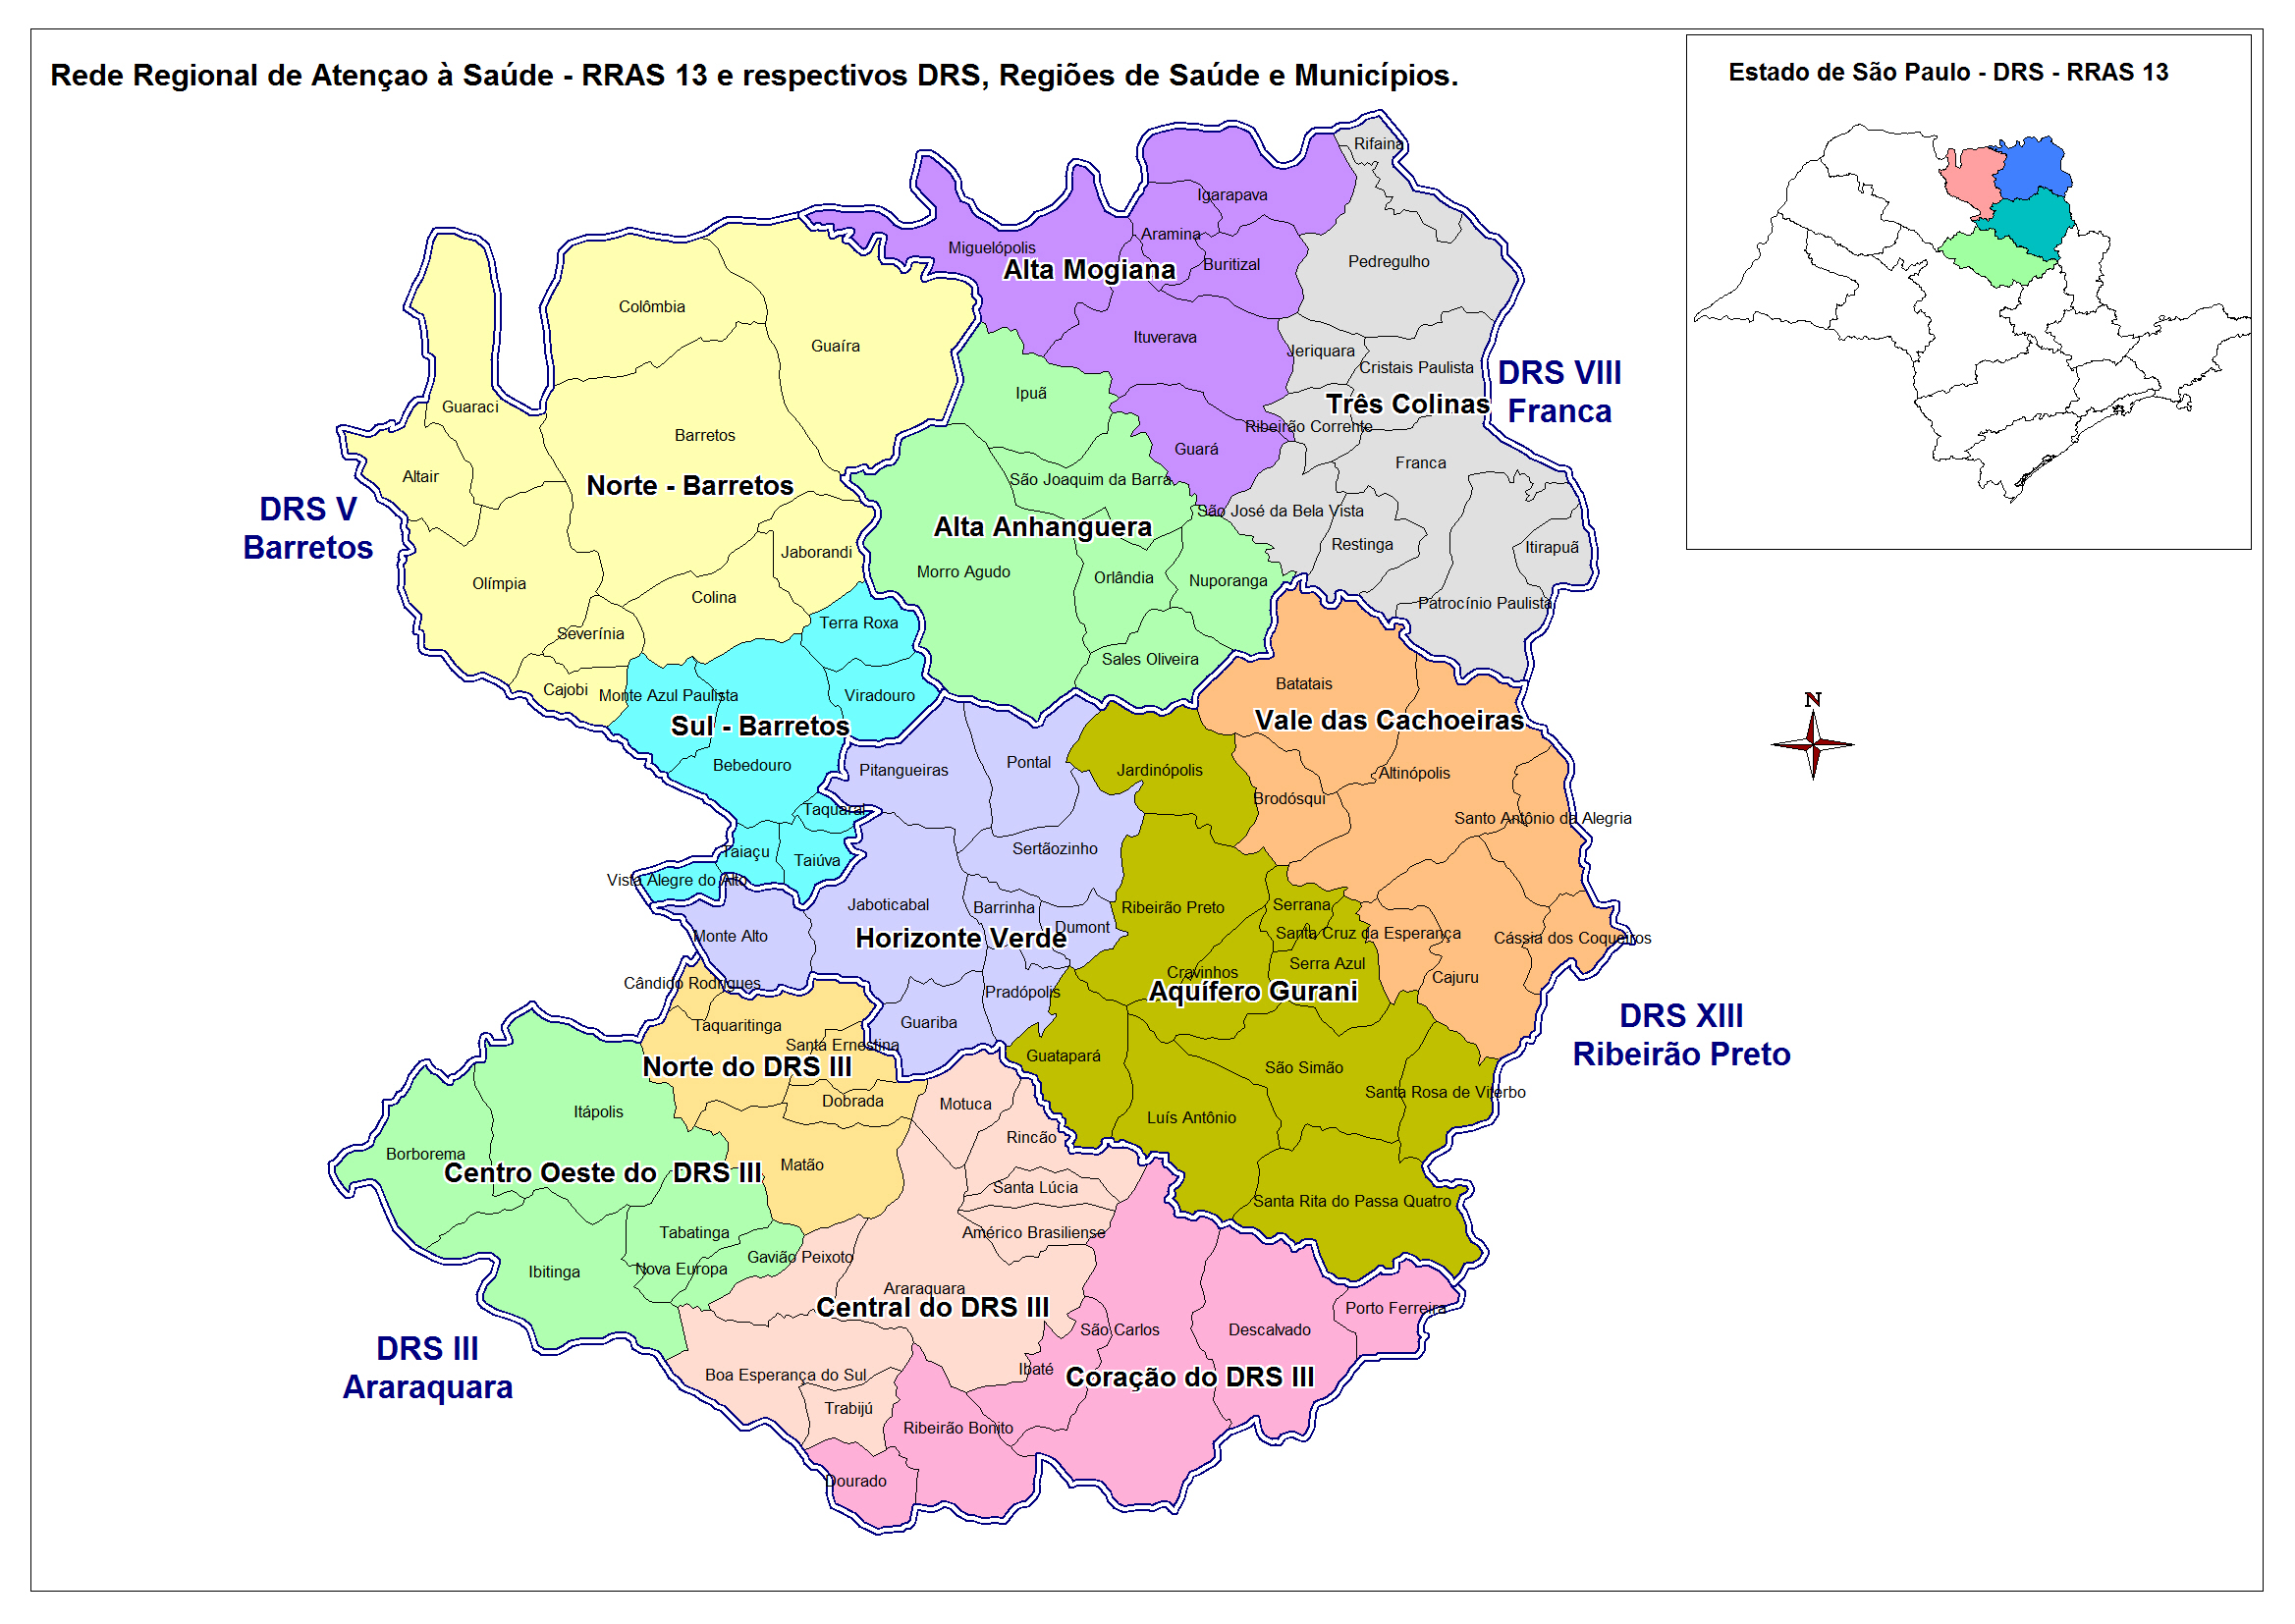 Rede Regional de Atençao à Saúde - RRAS 13 e respectivos DRS, Regiões de Saúde e Municípios.
Estado de São Paulo - DRS - RRAS 13
Rifaina
Igarapava
Aramina
Miguelópolis
Alta Mogiana
Buritizal
Pedregulho
Colômbia
Guaíra
Ituverava
Jeriquara
Cristais Paulista
DRS VIII
Franca
Ipuã
Três Colinas
Guaraci
Ribeirão Corrente
Barretos
Guará
Franca
Altair
Norte - Barretos
São Joaquim da Barra
DRS V
Barretos
São José da Bela Vista
Alta Anhanguera
Restinga
Itirapuã
Jaborandi
Morro Agudo
Orlândia
Nuporanga
Olímpia
Colina
Patrocínio Paulista
Terra Roxa
Severínia
Sales Oliveira
Cajobi
Monte Azul Paulista
Viradouro
Batatais
N
Sul - Barretos
Vale das Cachoeiras
Bebedouro
Pitangueiras
Pontal
Jardinópolis
Altinópolis
Brodósqui
Taquaral
Santo Antônio da Alegria
Taiaçu
Taiúva
Sertãozinho
Vista Alegre do Alto
Jaboticabal
Barrinha
Ribeirão Preto
Serrana
Dumont
Monte Alto
Horizonte Verde
Santa Cruz da Esperança
Cássia dos Coqueiros
Cravinhos
Serra Azul
Cajuru
Cândido Rodrigues
Pradópolis
Aquífero Gurani
Taquaritinga
Guariba
DRS XIII
Ribeirão Preto
Santa Ernestina
Guatapará
Norte do DRS III
São Simão
Santa Rosa de Viterbo
Itápolis
Dobrada
Motuca
Luís Antônio
Rincão
Borborema
Matão
Centro Oeste do DRS III
Santa Lúcia
Santa Rita do Passa Quatro
Tabatinga
Américo Brasiliense
Gavião Peixoto
Ibitinga
Nova Europa
Araraquara
Central do DRS III
Porto Ferreira
São Carlos
Descalvado
DRS III
Araraquara
Ibaté
Boa Esperança do Sul
Coração do DRS III
Trabijú
Ribeirão Bonito
Dourado